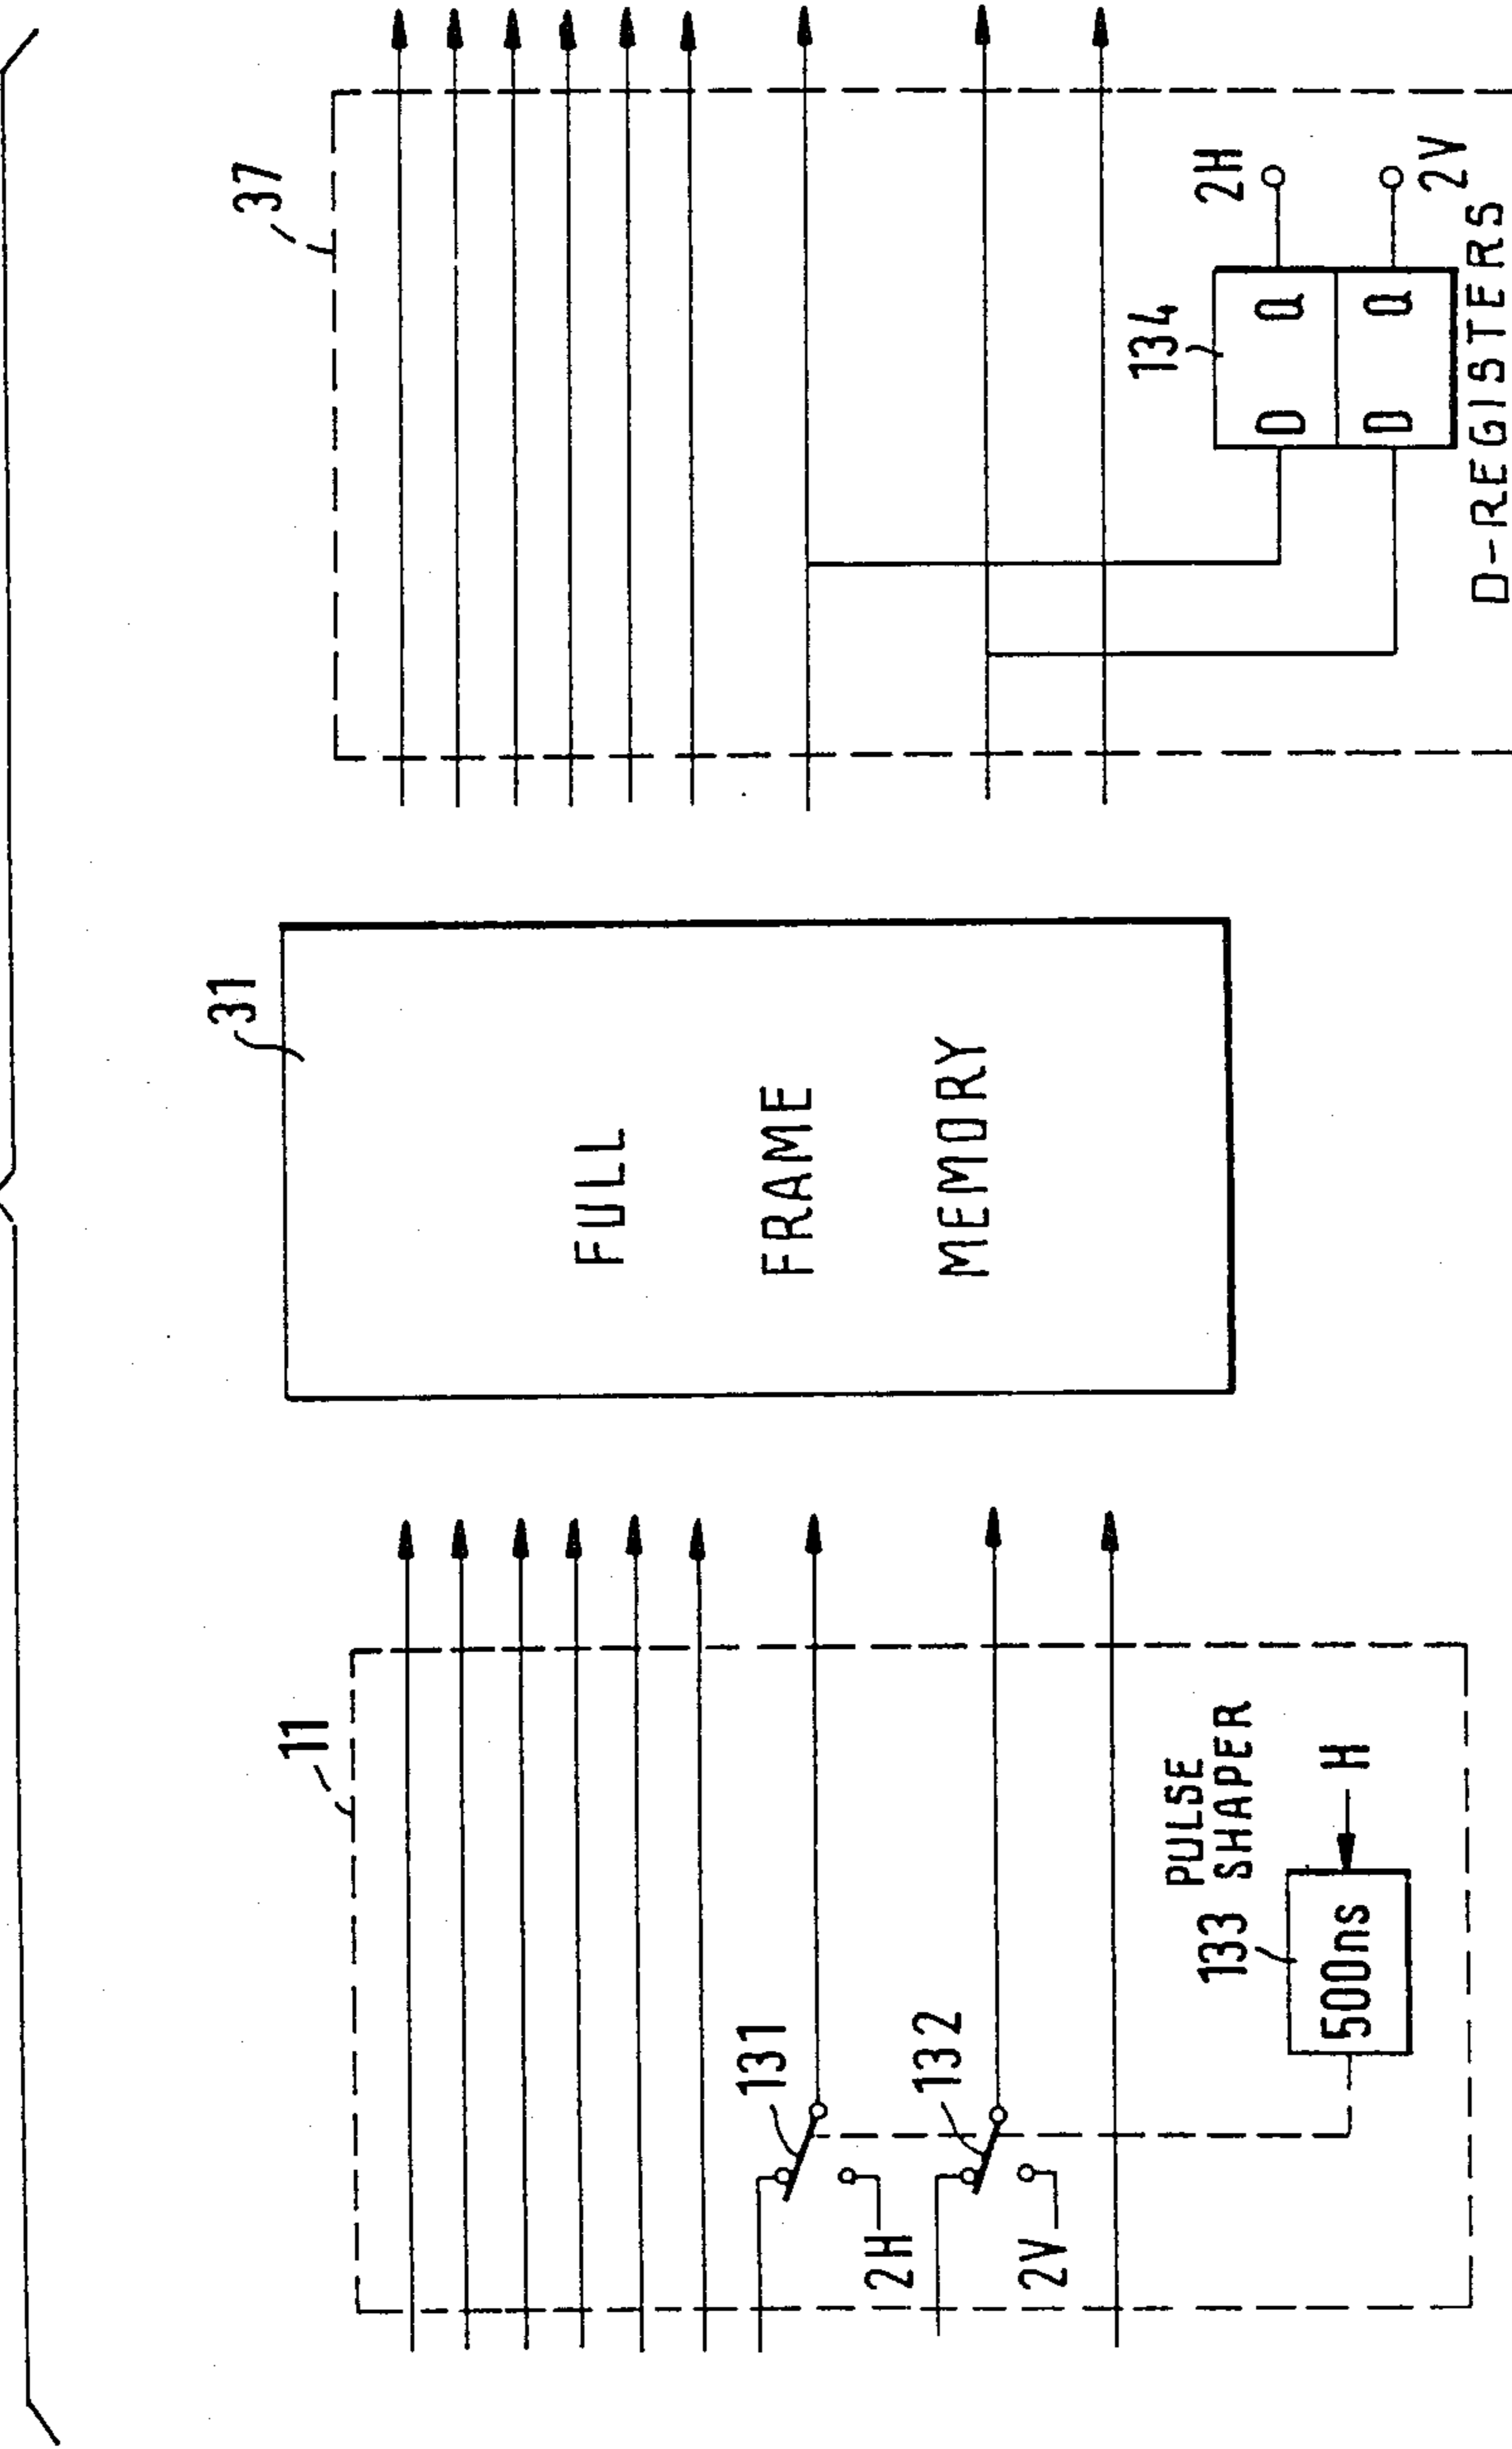 11
131
2H
132
2V
133
PULSE
SHAPER
500ns
H
31
FULL
FRAME
MEMORY
37
134
D Q
2H
D Q
2V
D-REGISTERS